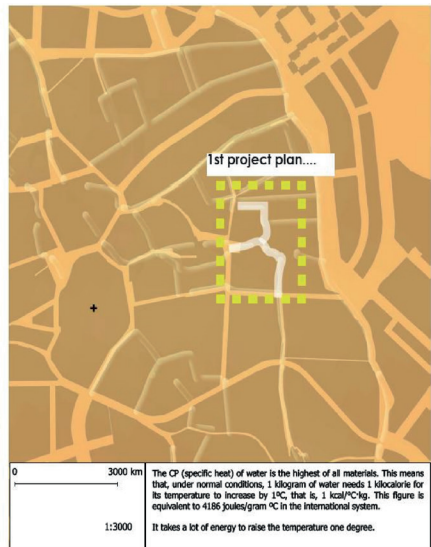 1st project plan....
0 3000 km
1:3000
The CP (specific heat) of water is the highest of all materials. This means
that, under normal conditions, 1 kilogram of water needs 1 kilocalorie for
its temperature to increase by 1ºC, that is, 1 kcal/°C·kg. This figure is
equivalent to 4186 joules/gram ºC in the international system.
It takes a lot of energy to raise the temperature one degree.